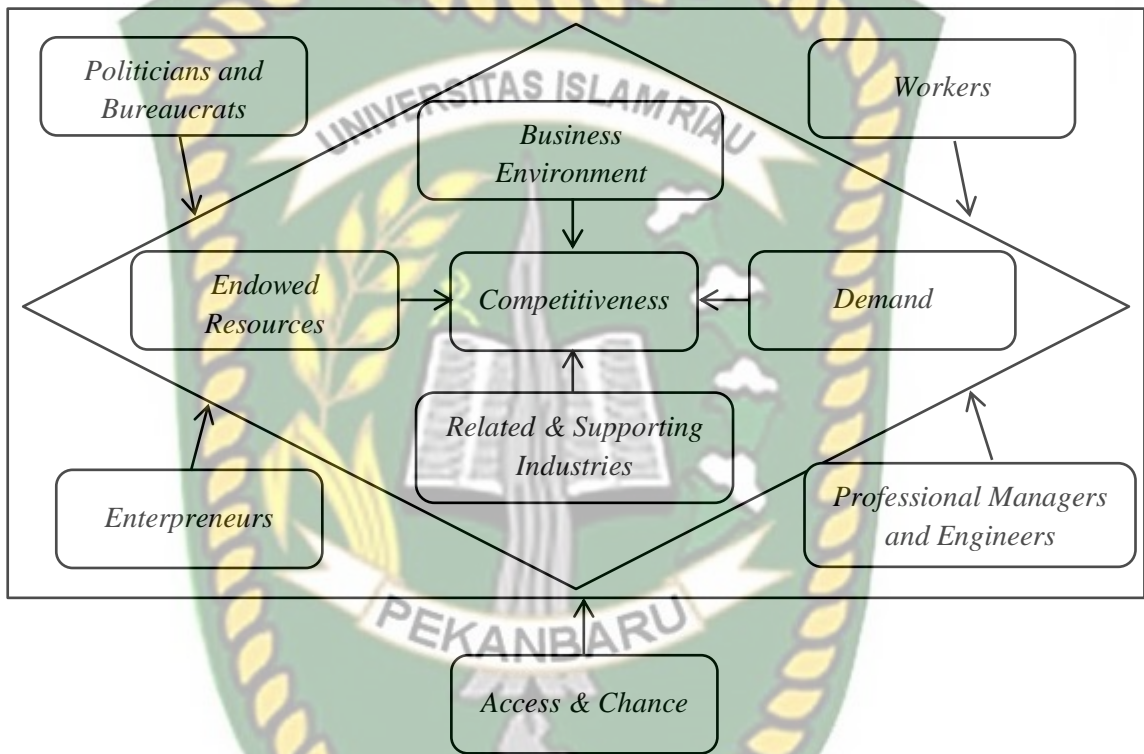 Politicians and
Bureaucrats
Workers
UNIVERSITAS ISLAM RIAU
Business
Environment
Endowed
Resources
Competitiveness
Demand
Related & Supporting
Industries
Enterpreneurs
Professional Managers
and Engineers
PEKANBARU
Access & Chance